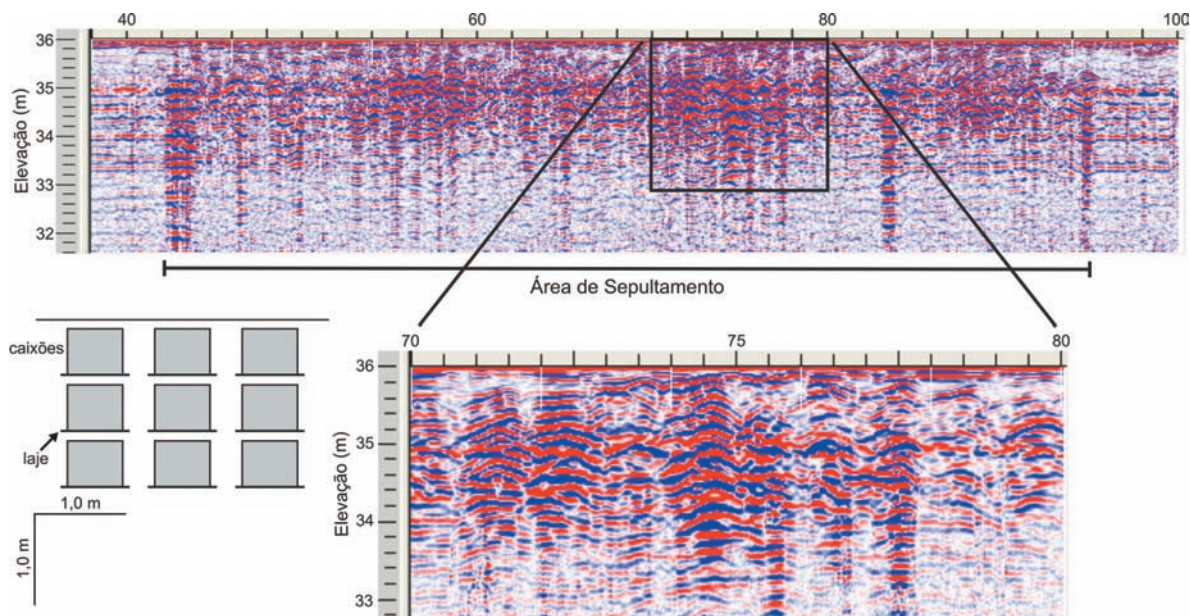 40 60 80 100
36
35
34
33
32
Elevação (m)
Área de Sepultamento
caixões
laje
1,0 m
1,0 m
70 75 80
36
35
34
33
Elevação (m)